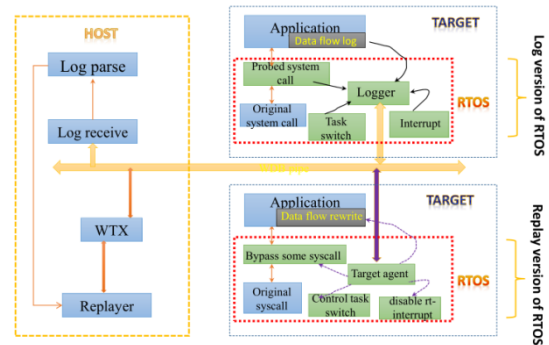 HOST
Log parse
Log receive
WTX
Replayer
TARGET
Application
Data flow log
Probed system
call
Logger
RTOS
Original
system call
Task
switch
Interrupt
Log version of RTOS
TARGET
Application
Data flow rewrite
Bypass some syscall
Target agent
RTOS
Original
syscall
Control task
switch
disable rt-
interrupt
Replay version of RTOS